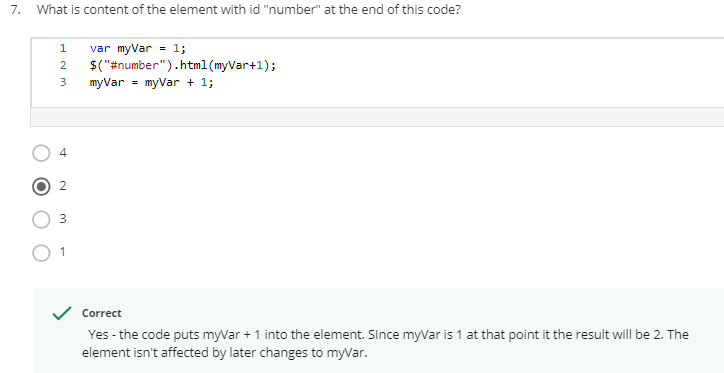 7. What is content of the element with id "number" at the end of this code?
1 var myVar = 1;
2 $("#number").html(myVar+1);
3 myVar = myVar + 1;
4
2
3
1
Correct
Yes - the code puts myVar + 1 into the element. SInce myVar is 1 at that point it the result will be 2. The
element isn't affected by later changes to myVar.